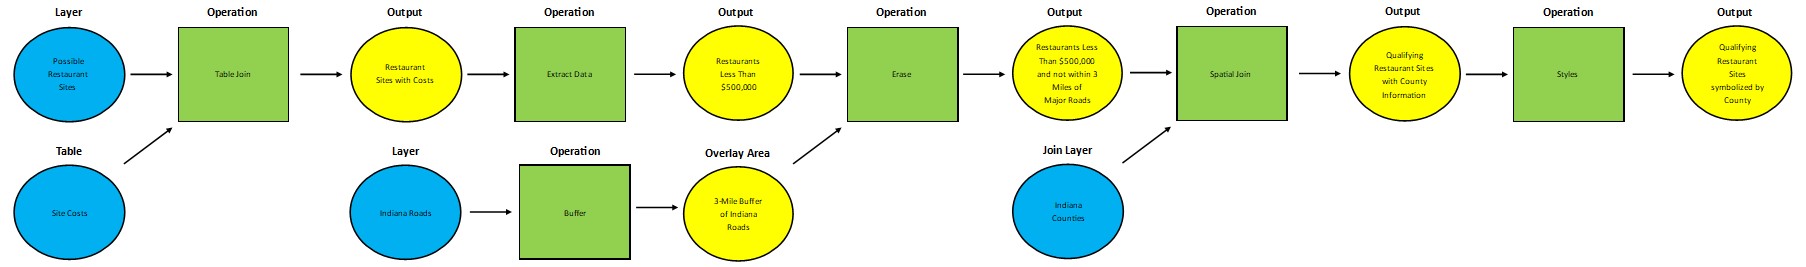 Layer
Operation
Output
Operation
Output
Operation
Output
Operation
Output
Operation
Output
Possible
Restaurant
Sites
Table Join
Restaurant
Sites with Costs
Extract Data
Restaurants
Less Than
$500,000
Erase
Restaurants Less
Than $500,000
and not within 3
Miles of
Major Roads
Spatial Join
Qualifying
Restaurant Sites
with County
Information
Styles
Qualifying
Restaurant
Sites
symbolized by
County
Table
Layer
Operation
Overlay Area
Join Layer
Site Costs
Indiana Roads
Buffer
3-Mile Buffer
of Indiana
Roads
Indiana
Counties